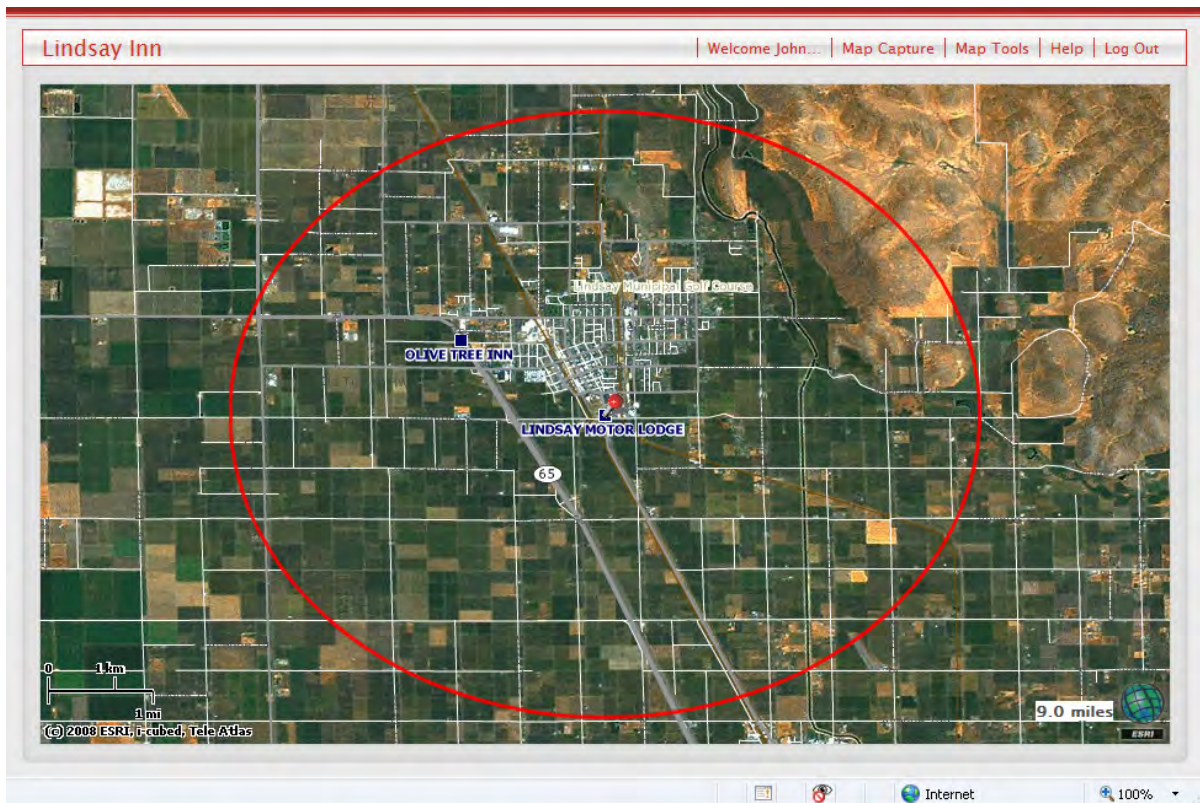 Lindsay Inn
Welcome John... Map Capture Map Tools Help Log Out
Lindsay Municipal Golf Course
OLIVE TREE INN
LINDSAY MOTOR LODGE
65
0 1 km
1 mi
9.0 miles
(c) 2008 ESRI, i-cubed, Tele Atlas
ESRI
Internet 100%